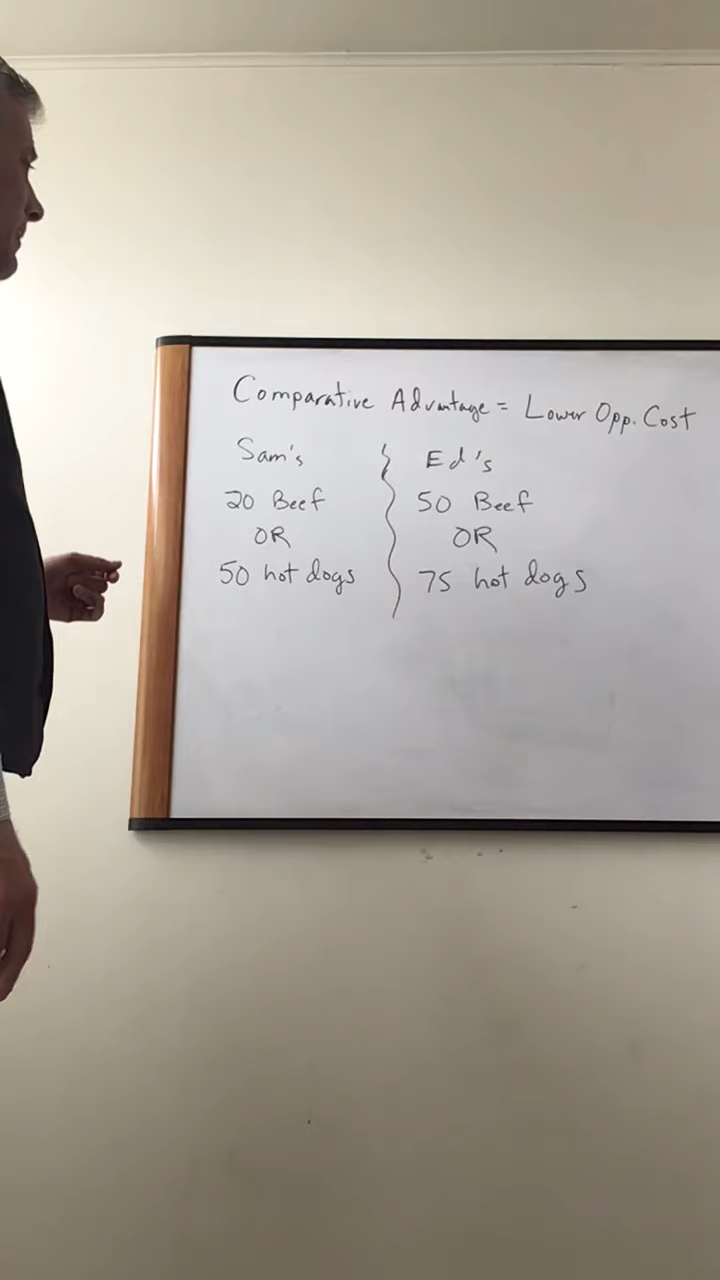 Comparative Advantage = Lower Opp. Cost
Sam's
20 Beef
OR
50 hot dogs
Ed's
50 Beef
OR
75 hot dogs